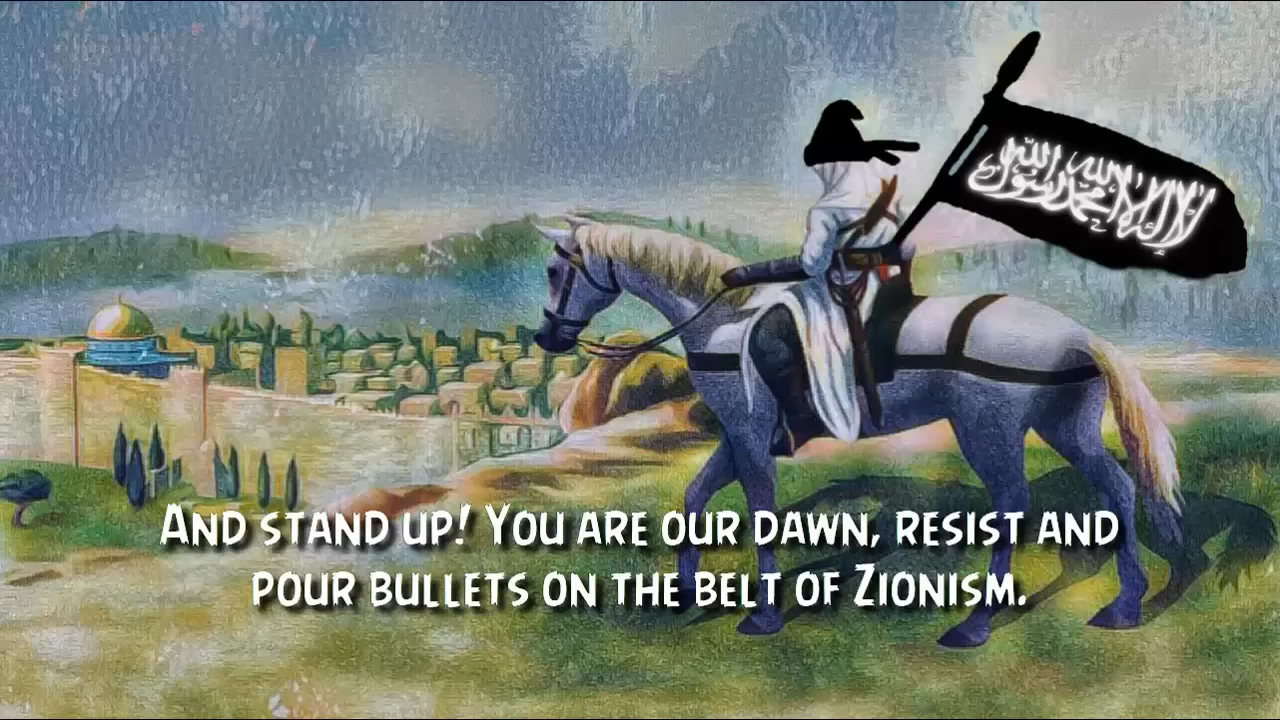 لا إله إلا الله محمد رسول الله
And stand up! You are our dawn, resist and
pour bullets on the belt of Zionism.